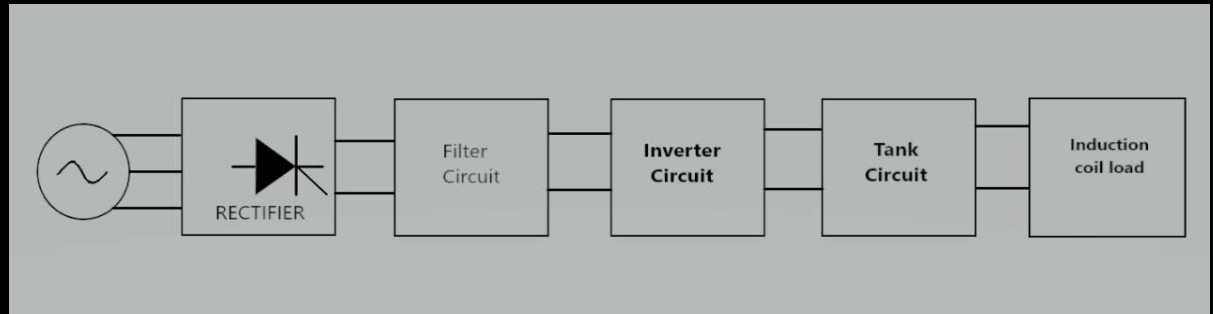 RECTIFIER
Filter
Circuit
Inverter
Circuit
Tank
Circuit
Induction
coil load